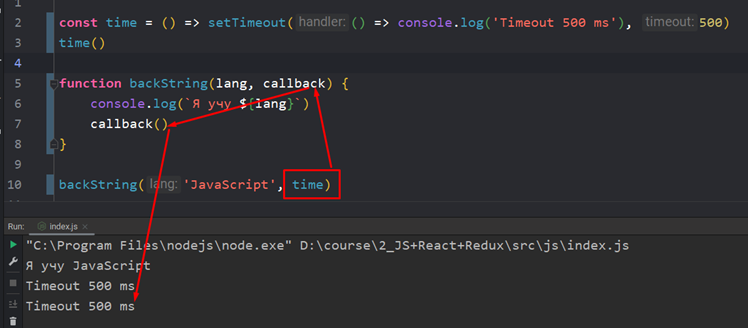 1
2 const time = () => setTimeout( handler: () => console.log('Timeout 500 ms'), timeout: 500)
3 time()
4
5 function backString(lang, callback) {
6 console.log(`Я учу ${lang}`)
7 callback()
8 }
9
10 backString( lang: 'JavaScript', time)
Run: index.js ×
"C:\Program Files\nodejs\node.exe" D:\course\2_JS+React+Redux\src\js\index.js
Я учу JavaScript
Timeout 500 ms
Timeout 500 ms